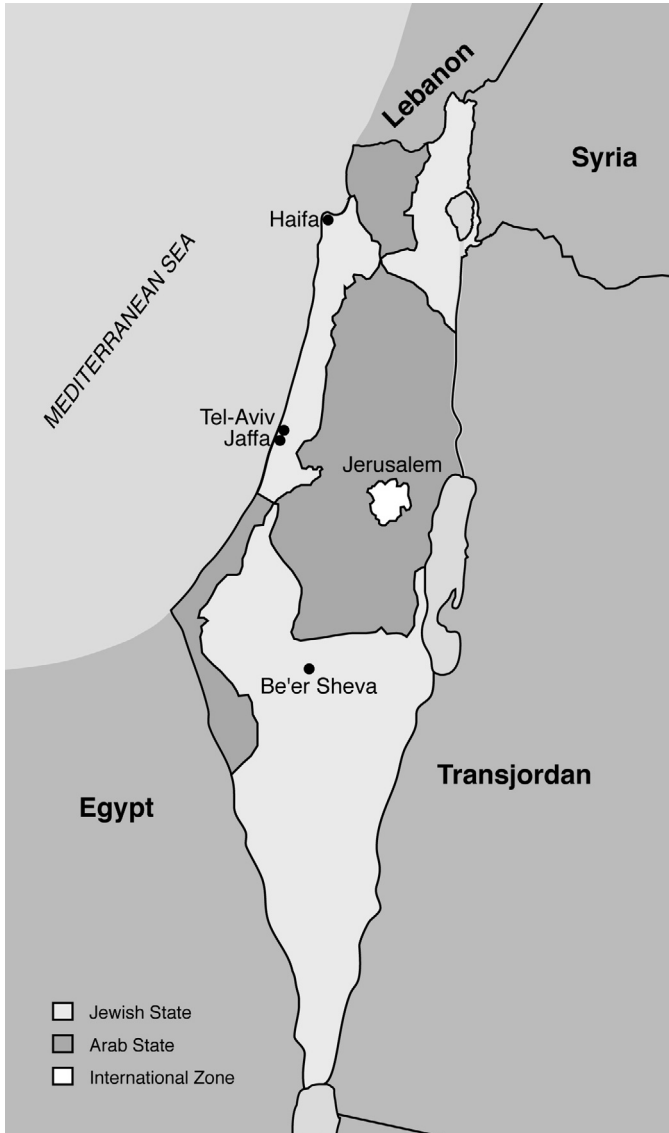 Lebanon
Syria
Haifa
MEDITERRANEAN SEA
Tel-Aviv
Jaffa
Jerusalem
Be'er Sheva
Transjordan
Egypt
Jewish State
Arab State
International Zone